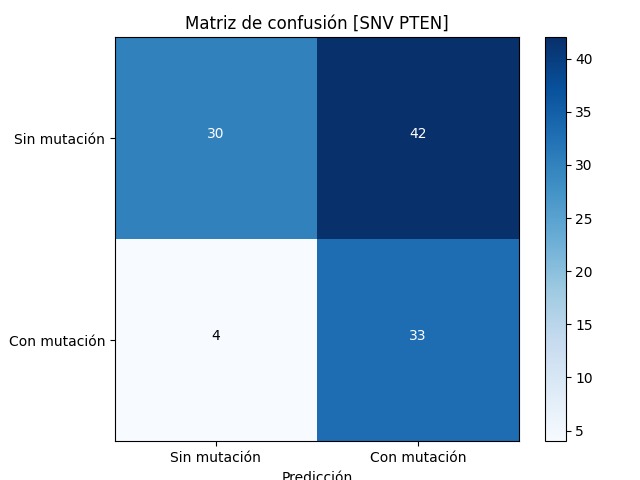 Matriz de confusión [SNV PTEN]
Sin mutación
30
42
Con mutación
4
33
Sin mutación
Con mutación
Predicción
40
35
30
25
20
15
10
5